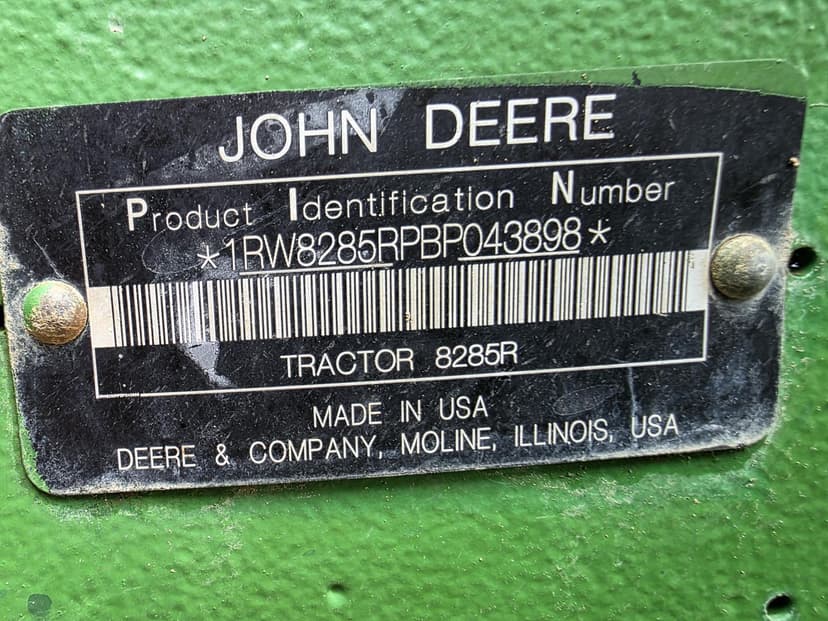 JOHN DEERE
Product Identification Number
*1RW8285RPBP043898*
TRACTOR 8285R
MADE IN USA
DEERE & COMPANY, MOLINE, ILLINOIS, USA